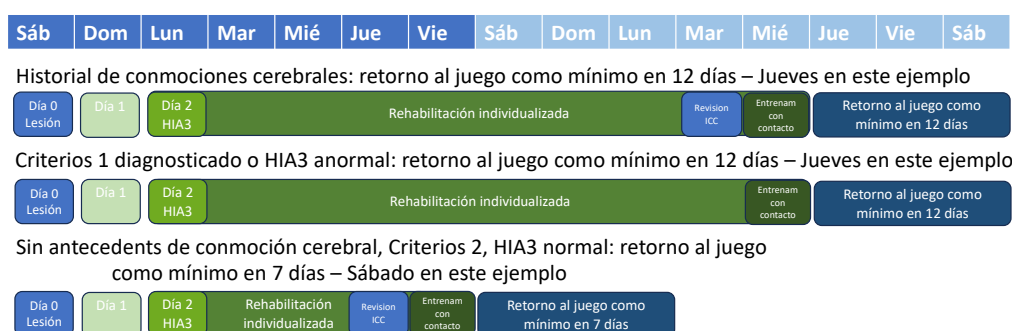 Sáb Dom Lun Mar Mié Jue Vie Sáb Dom Lun Mar Mié Jue Vie Sáb
Historial de conmociones cerebrales: retorno al juego como mínimo en 12 días – Jueves en este ejemplo
Día 0
Lesión
Día 1
Día 2
HIA3
Rehabilitación individualizada
Revision
ICC
Entrenam
con
contacto
Retorno al juego como
mínimo en 12 días
Criterios 1 diagnosticado o HIA3 anormal: retorno al juego como mínimo en 12 días – Jueves en este ejemplo
Día 0
Lesión
Día 1
Día 2
HIA3
Rehabilitación individualizada
Entrenam
con
contacto
Retorno al juego como
mínimo en 12 días
Sin antecedents de conmoción cerebral, Criterios 2, HIA3 normal: retorno al juego
como mínimo en 7 días – Sábado en este ejemplo
Día 0
Lesión
Día 1
Día 2
HIA3
Rehabilitación
individualizada
Revision
ICC
Entrenam
con
contacto
Retorno al juego como
mínimo en 7 días